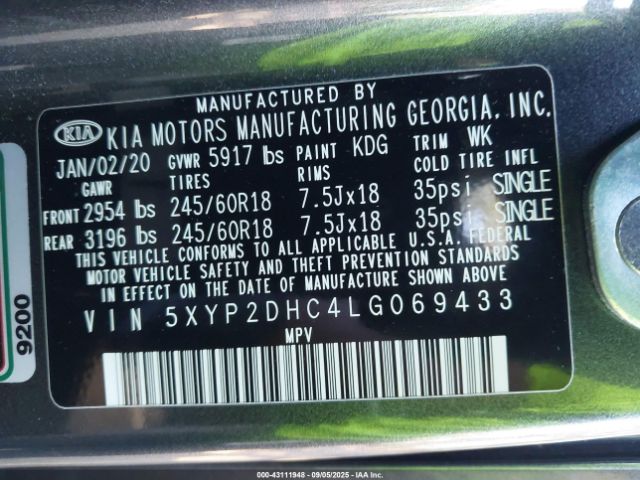 MANUFACTURED BY
KIA KIA MOTORS MANUFACTURING GEORGIA, INC.
JAN/02/20 GVWR 5917 lbs PAINT KDG TRIM WK
GAWR TIRES RIMS COLD TIRE INFL
FRONT 2954 lbs 245/60R18 7.5Jx18 35psi SINGLE
REAR 3196 lbs 245/60R18 7.5Jx18 35psi SINGLE
THIS VEHICLE CONFORMS TO ALL APPLICABLE U.S.A. FEDERAL
MOTOR VEHICLE SAFETY AND THEFT PREVENTION STANDARDS
IN EFFECT ON THE DATE OF MANUFACTURE SHOWN ABOVE
VIN 5XYP2DHC4LG069433
MPV
9200
000-43111948 - 09/05/2025 - IAA Inc.